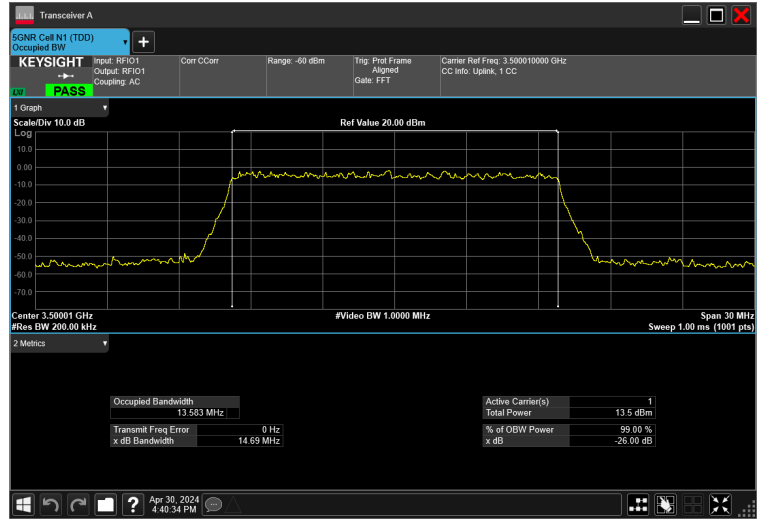 Transceiver A
5GNR Cell N1 (TDD)
Occupied BW
+
KEYSIGHT
LXI
PASS
Input: RFIO1
Output: RFIO1
Coupling: AC
Corr CCorr
Range: -60 dBm
Trig: Prot Frame
Aligned
Gate: FFT
Carrier Ref Freq: 3.500010000 GHz
CC Info: Uplink, 1 CC
1 Graph
Scale/Div 10.0 dB
Ref Value 20.00 dBm
Log
10.0
0.00
-10.0
-20.0
-30.0
-40.0
-50.0
-60.0
-70.0
Center 3.50001 GHz
#Video BW 1.0000 MHz
Span 30 MHz
#Res BW 200.00 kHz
Sweep 1.00 ms (1001 pts)
2 Metrics
Occupied Bandwidth
13.583 MHz
Transmit Freq Error 0 Hz
x dB Bandwidth 14.69 MHz
Active Carrier(s) 1
Total Power 13.5 dBm
% of OBW Power 99.00 %
x dB -26.00 dB
?
Apr 30, 2024
4:40:34 PM